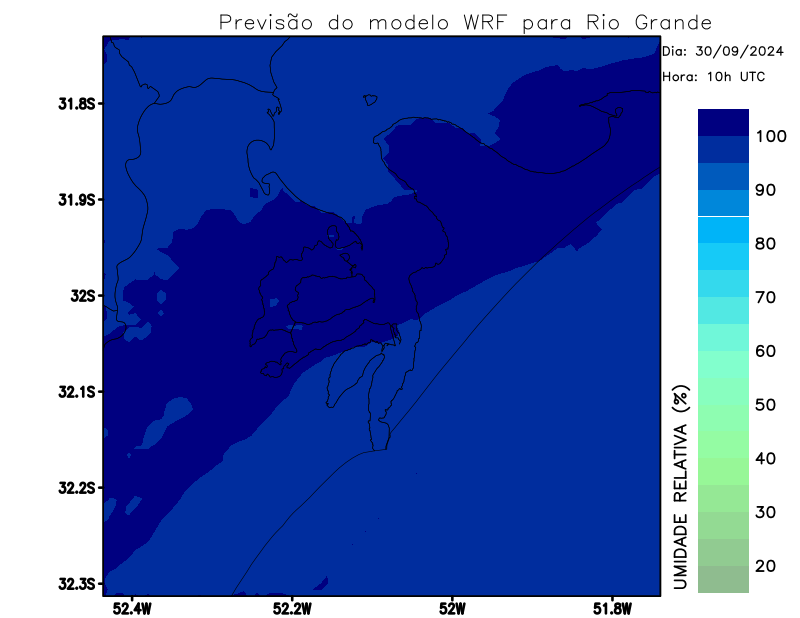 Previsão do modelo WRF para Rio Grande
Dia: 30/09/2024
Hora: 10h UTC
31.8S
31.9S
32S
32.1S
32.2S
32.3S
52.4W
52.2W
52W
51.8W
100
90
80
70
60
50
40
30
20
UMIDADE RELATIVA (%)